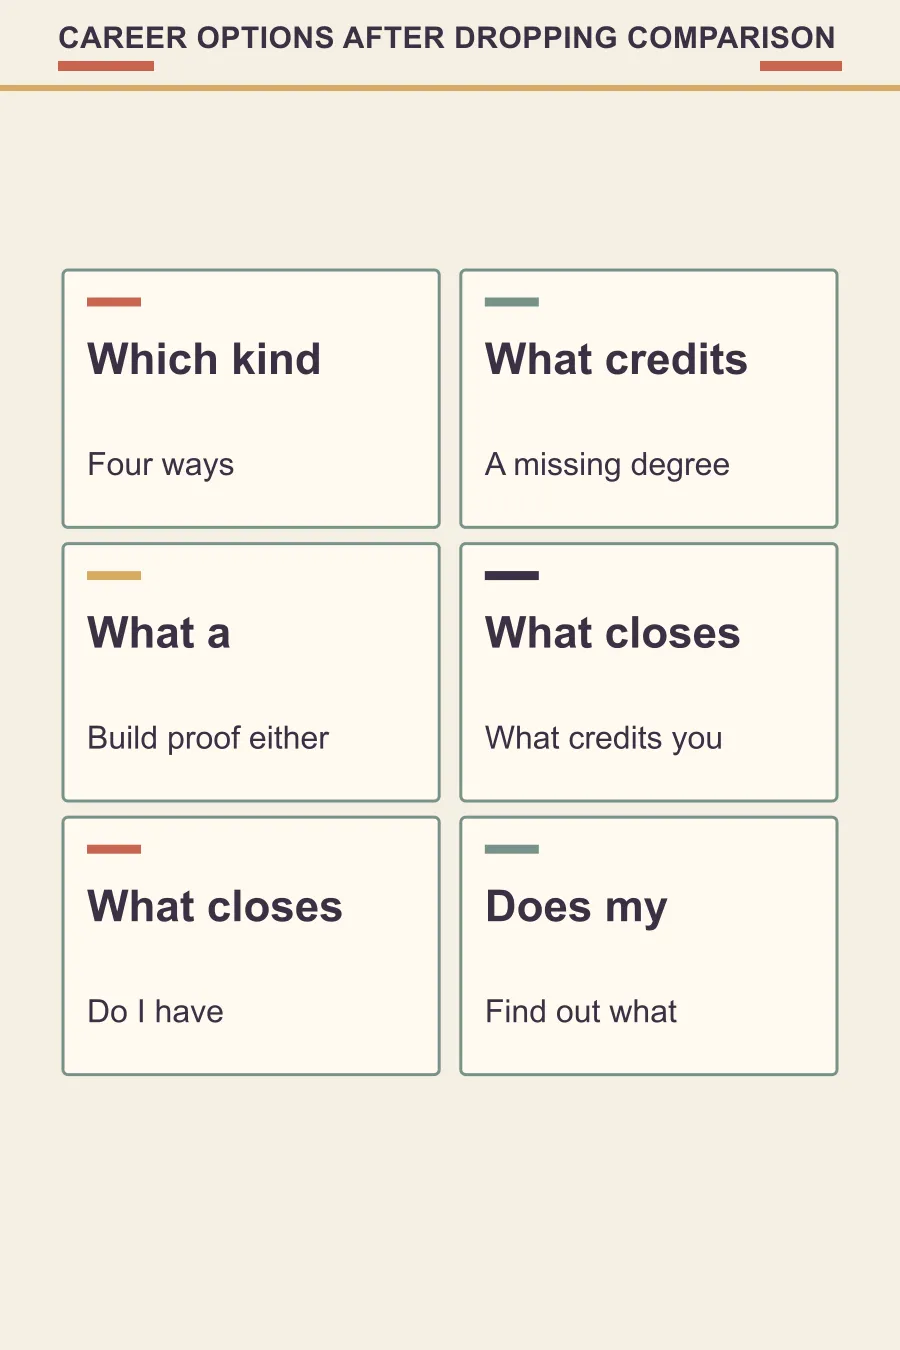 CAREER OPTIONS AFTER DROPPING COMPARISON
Which kind
Four ways
What credits
A missing degree
What a
Build proof either
What closes
What credits you
What closes
Do I have
Does my
Find out what